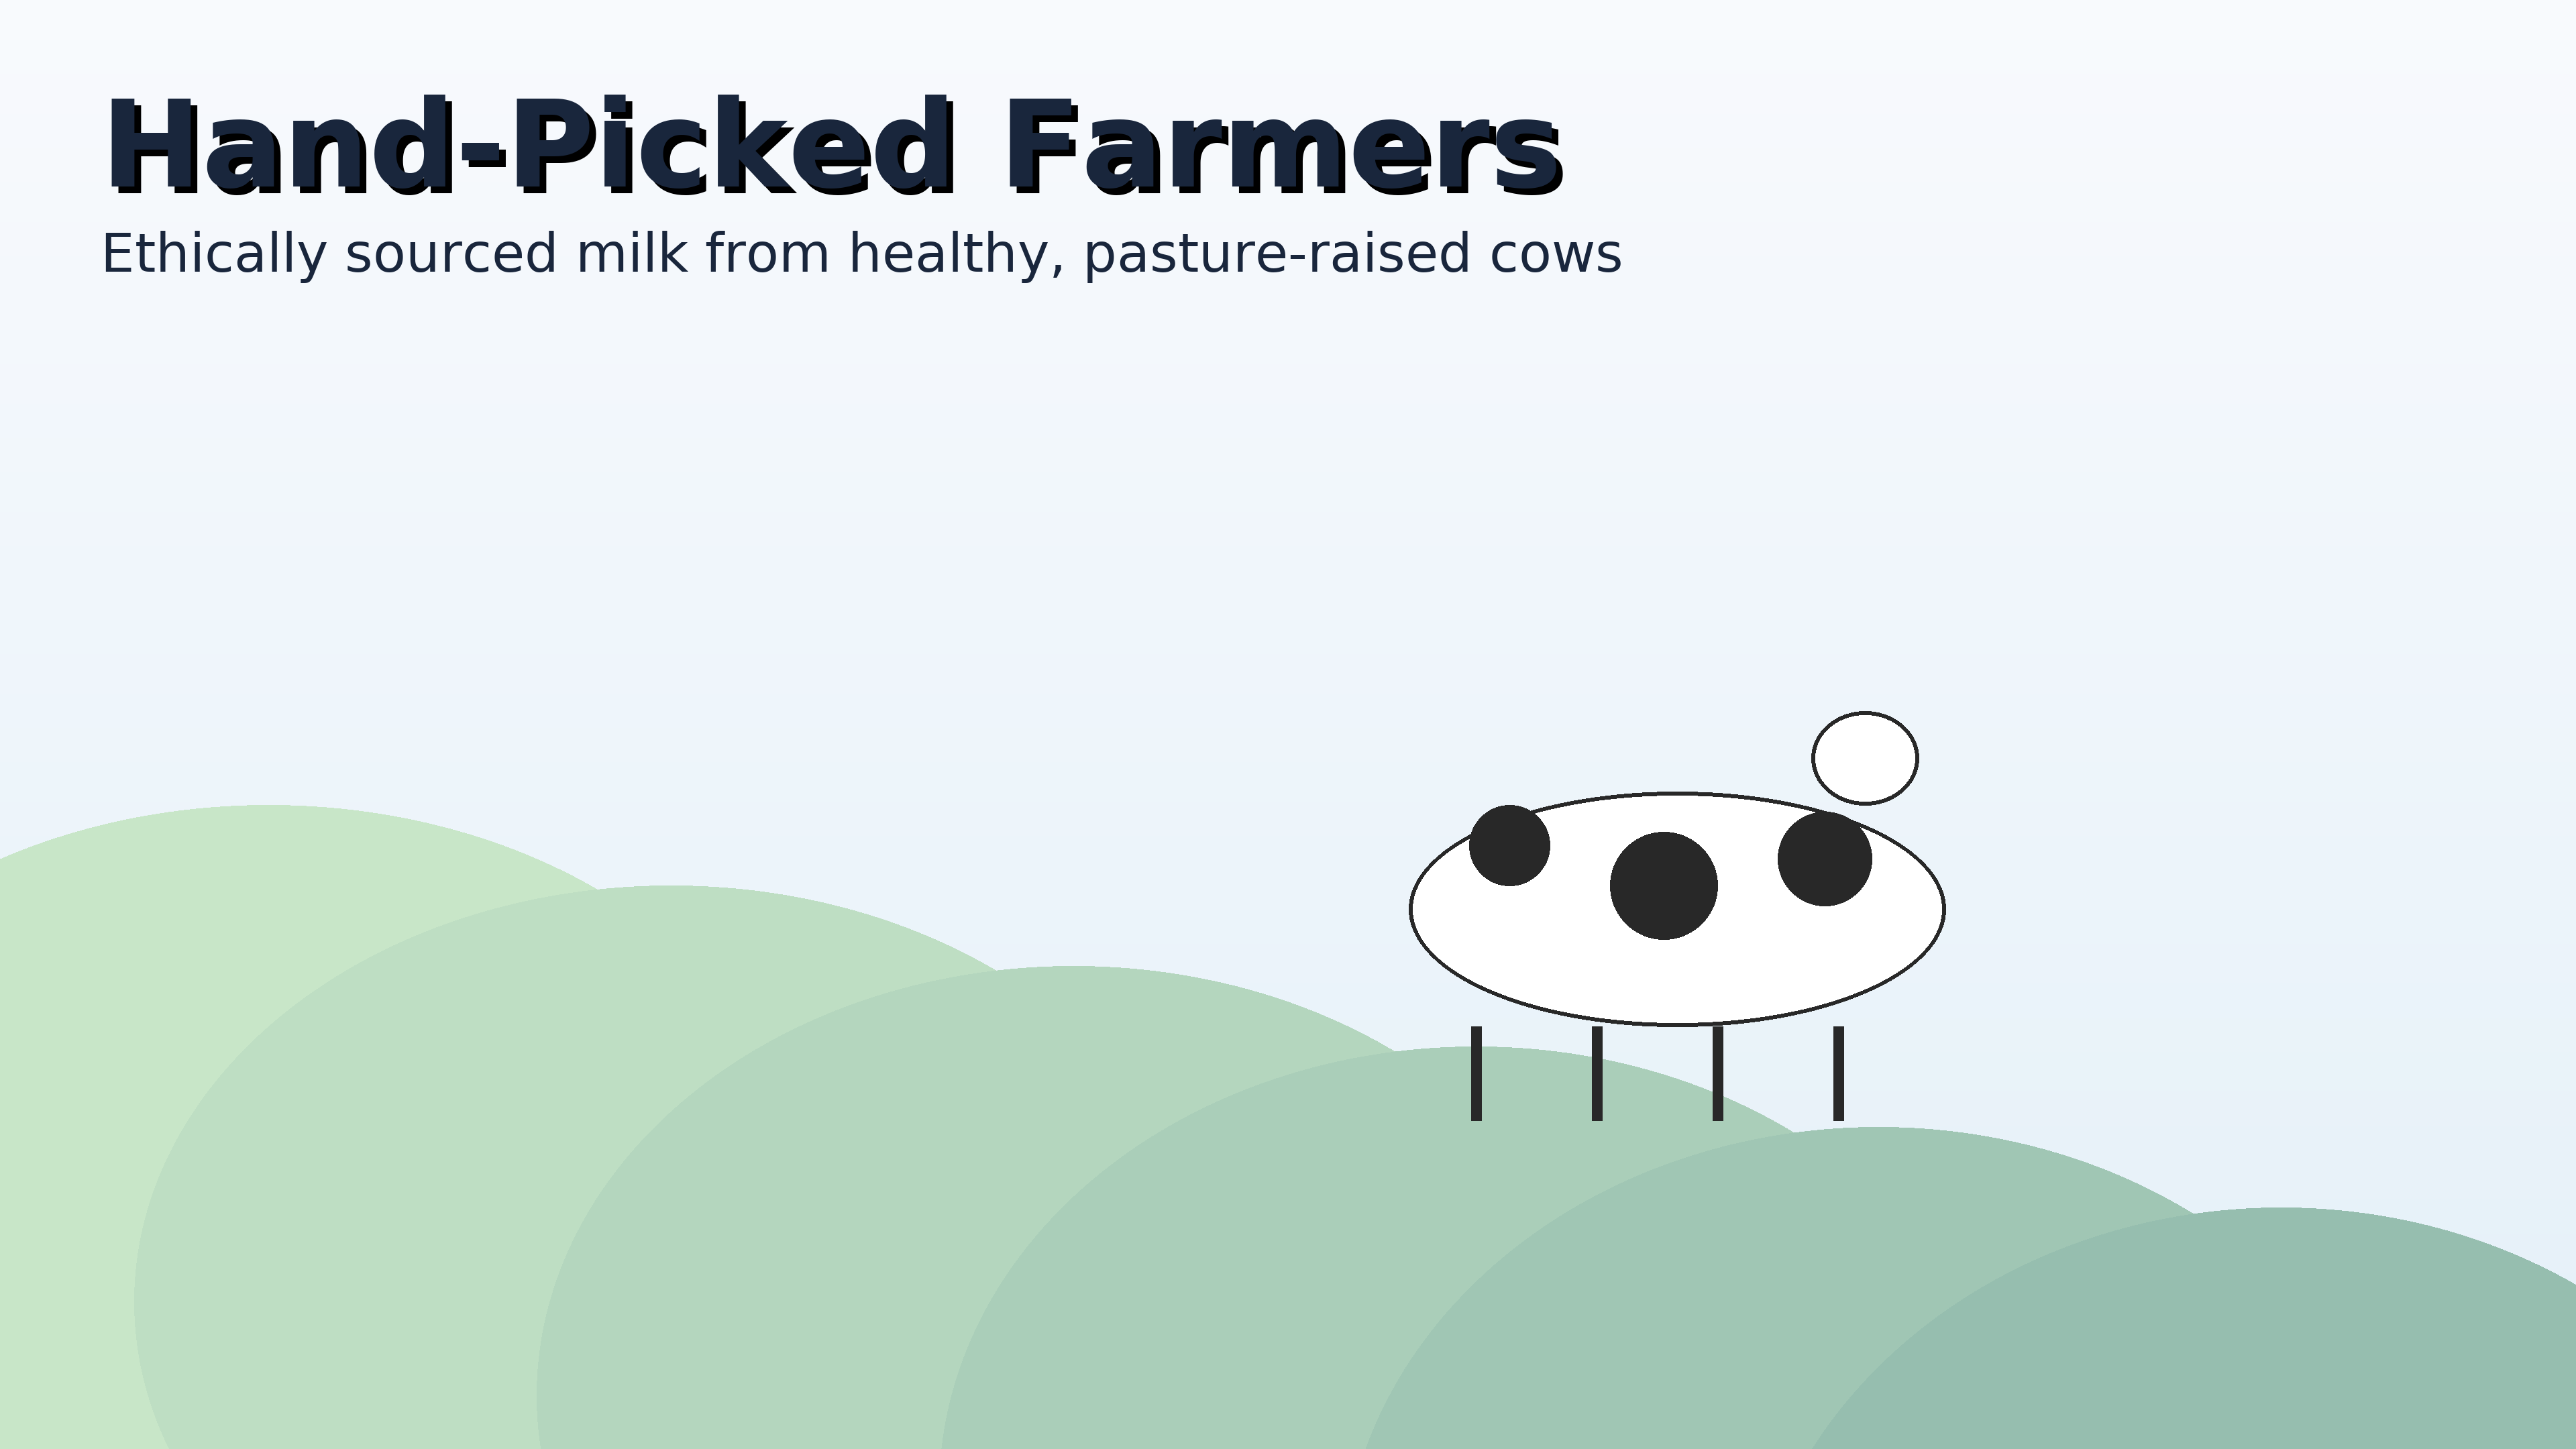 Hand-Picked Farmers
Ethically sourced milk from healthy, pasture-raised cows